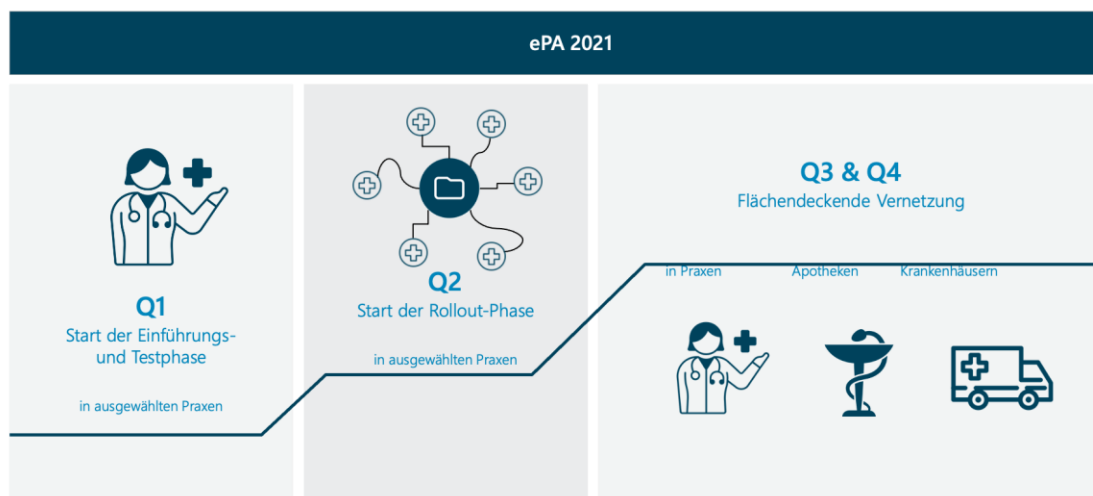 ePA 2021
Q1
Start der Einführungs-
und Testphase
in ausgewählten Praxen
Q2
Start der Rollout-Phase
in ausgewählten Praxen
Q3 & Q4
Flächendeckende Vernetzung
in Praxen
Apotheken
Krankenhäusern